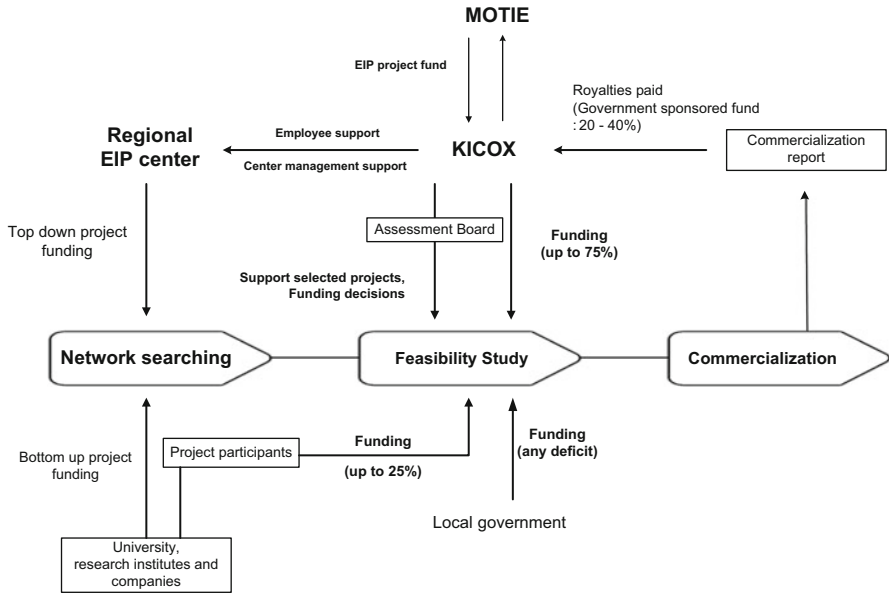 MOTIE
EIP project fund
Royalties paid
(Government sponsored fund
: 20 - 40%)
Regional
EIP center
Employee support
Center management support
KICOX
Commercialization
report
Top down project
funding
Assessment Board
Funding
(up to 75%)
Support selected projects,
Funding decisions
Network searching
Feasibility Study
Commercialization
Bottom up project
funding
Project participants
Funding
(up to 25%)
Funding
(any deficit)
Local government
University,
research institutes and
companies